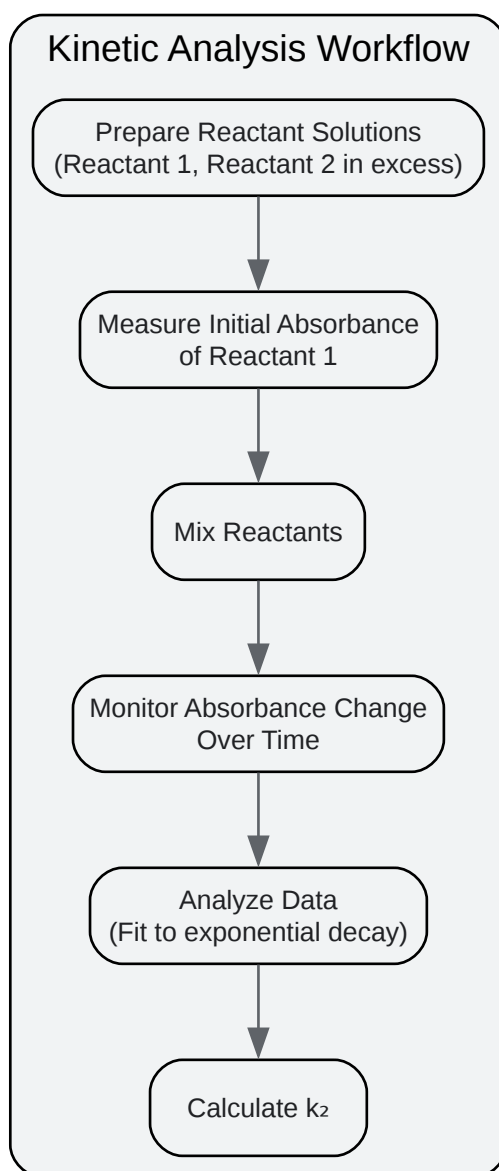 Kinetic Analysis Workflow
Prepare Reactant Solutions
(Reactant 1, Reactant 2 in excess)
Measure Initial Absorbance
of Reactant 1
Mix Reactants
Monitor Absorbance Change
Over Time
Analyze Data
(Fit to exponential decay)
Calculate k₂